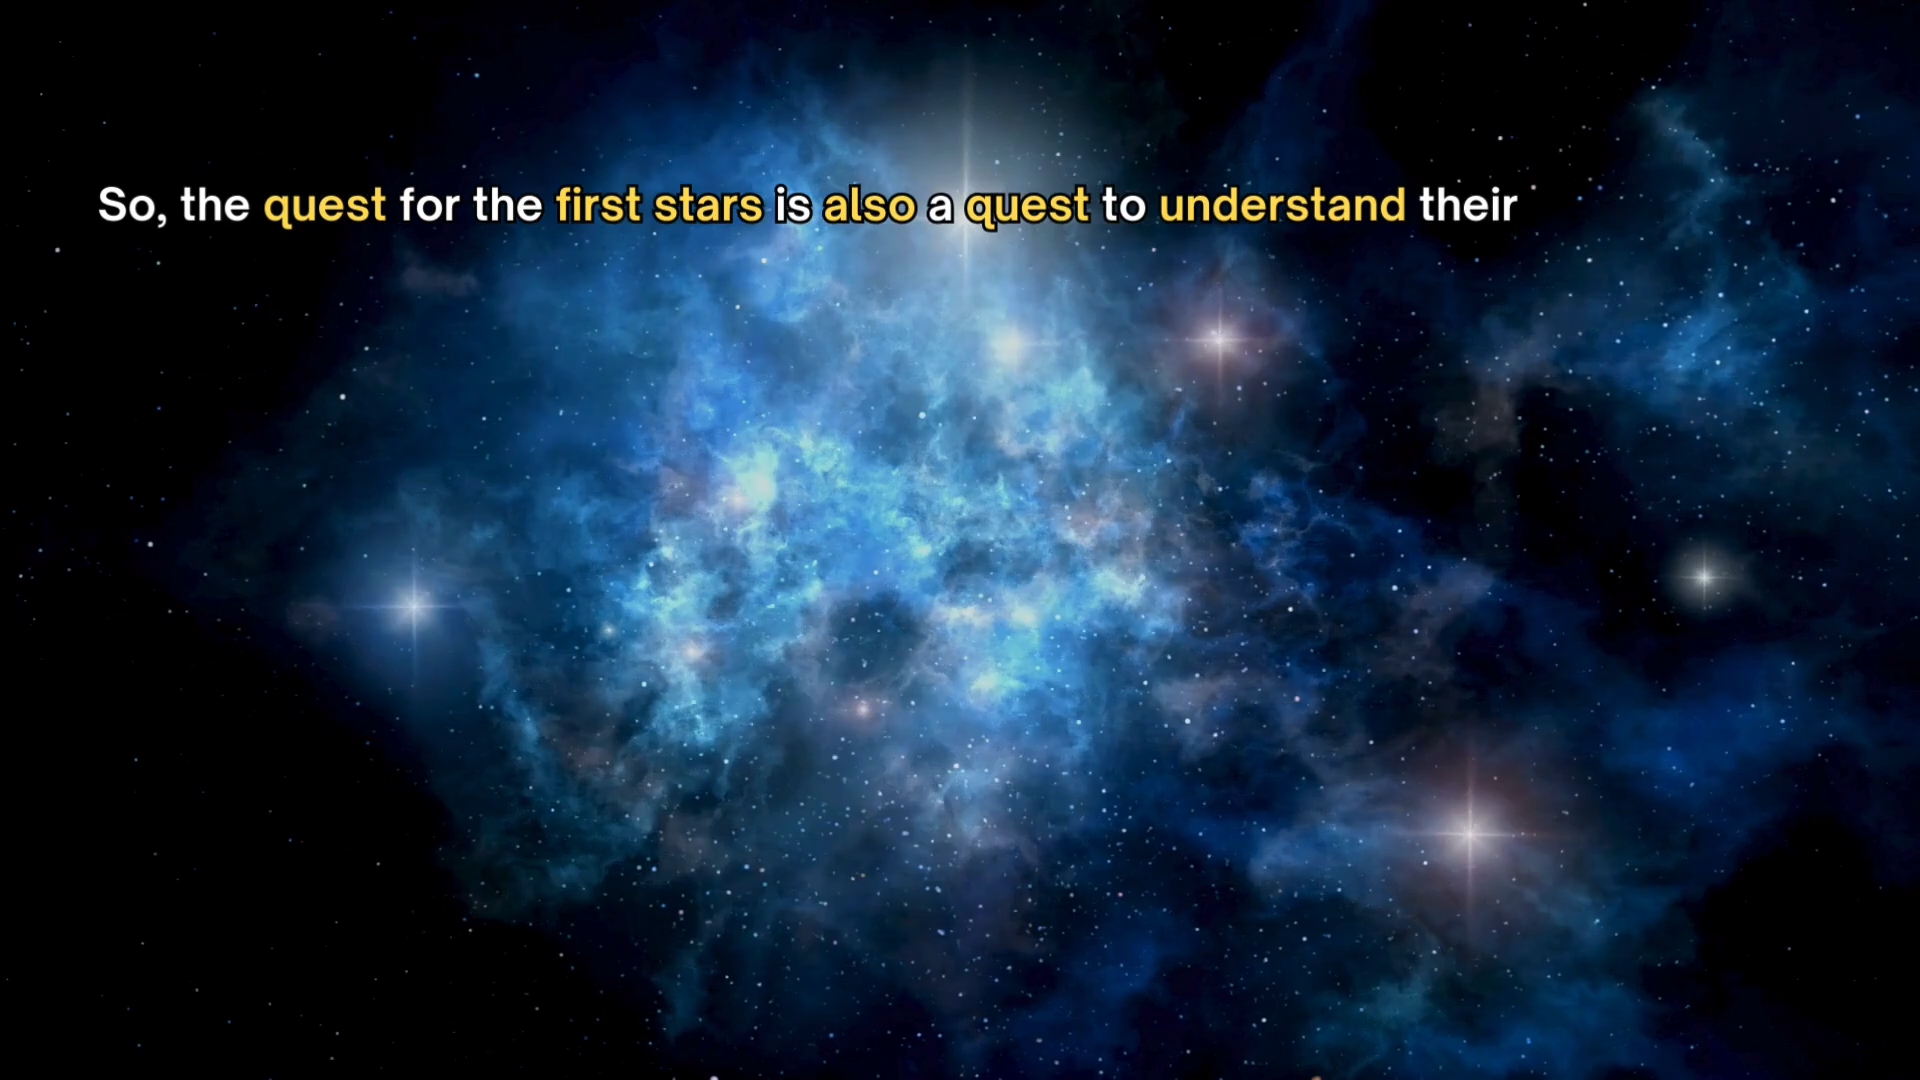 So, the quest for the first stars is also a quest to understand their